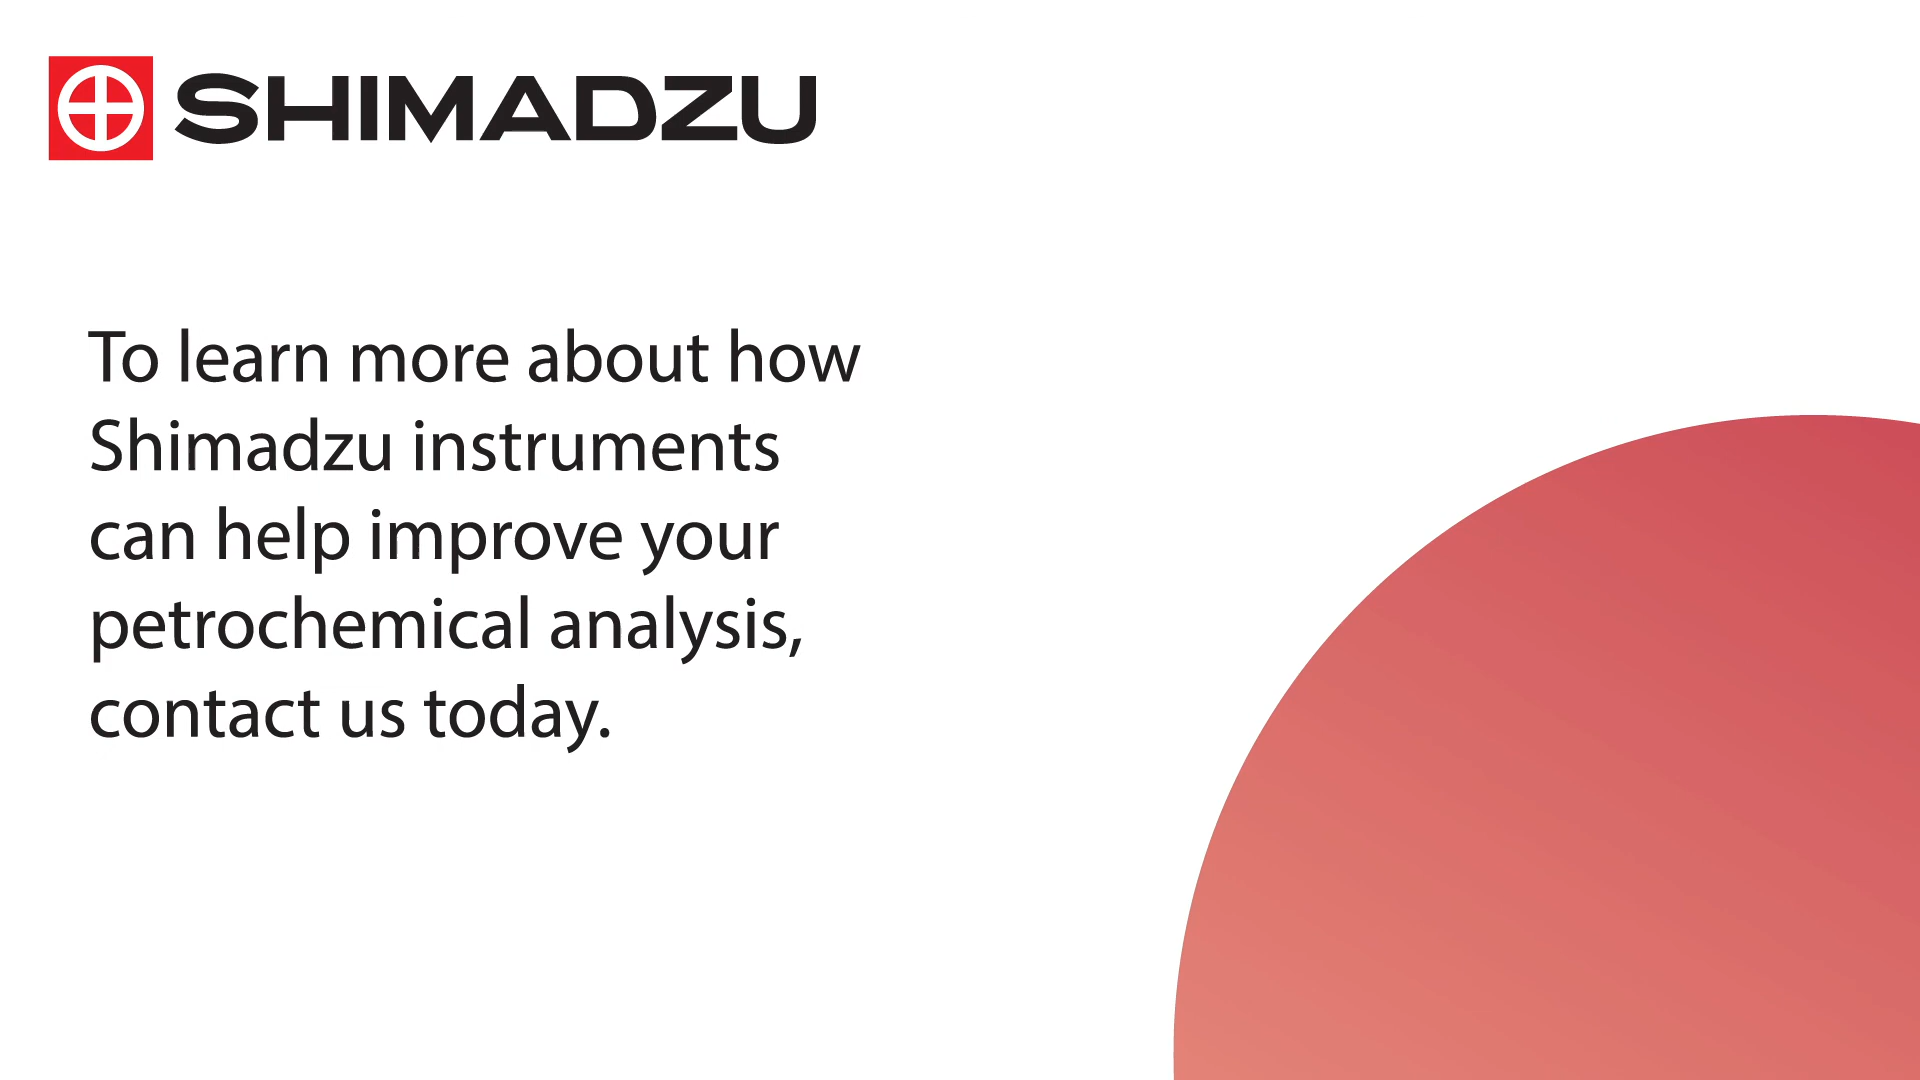 SHIMADZU
To learn more about how
Shimadzu instruments
can help improve your
petrochemical analysis,
contact us today.